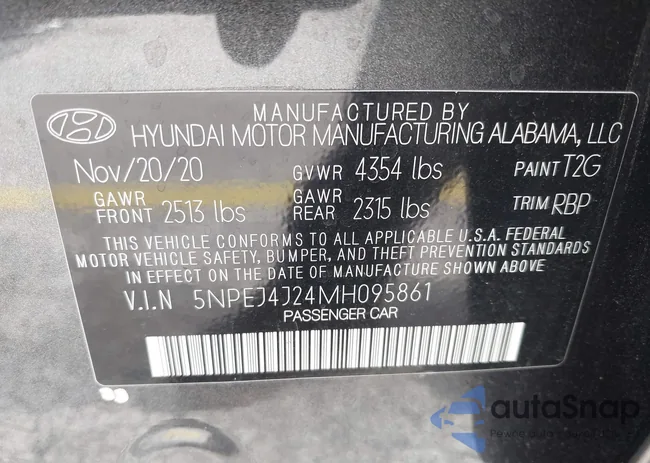 MANUFACTURED BY
HYUNDAI MOTOR MANUFACTURING ALABAMA, LLC
Nov/20/20 GVWR 4354 lbs PAINT T2G
GAWR FRONT 2513 lbs GAWR REAR 2315 lbs TRIM RBP
THIS VEHICLE CONFORMS TO ALL APPLICABLE U.S.A. FEDERAL
MOTOR VEHICLE SAFETY, BUMPER, AND THEFT PREVENTION STANDARDS
IN EFFECT ON THE DATE OF MANUFACTURE SHOWN ABOVE
V.I.N 5NPEJ4J24MH095861
PASSENGER CAR
autaSnap